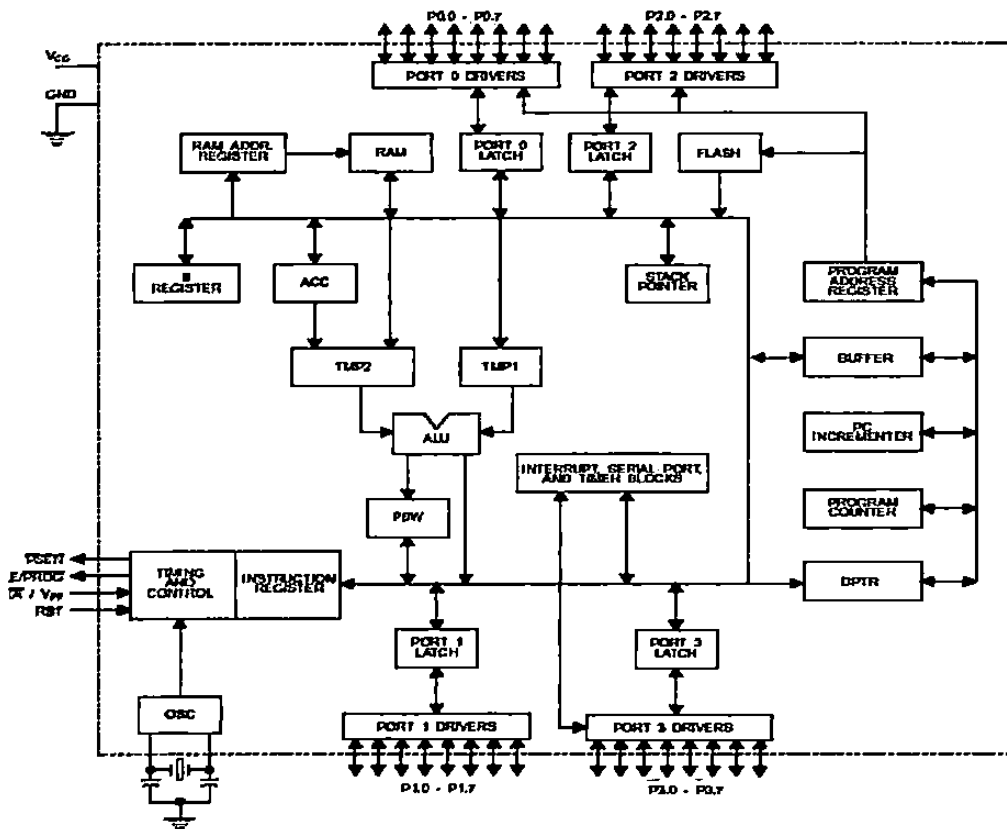 P0.0 - P0.7
P2.0 - P2.7
VCC
PORT 0 DRIVERS
PORT 2 DRIVERS
GND
RAM ADDR.
REGISTER
RAM
PORT 0
LATCH
PORT 2
LATCH
FLASH
B
REGISTER
ACC
STACK
POINTER
PROGRAM
ADDRESS
REGISTER
BUFFER
TMP2
TMP1
ALU
PC
INCREMENTER
INTERRUPT, SERIAL PORT,
AND TIMER BLOCKS
PROGRAM
COUNTER
PSW
PSEN
E/PROG
/ VPP
RST
TIMING
AND
CONTROL
INSTRUCTION
REGISTER
DPTR
PORT 1
LATCH
PORT 3
LATCH
OSC
PORT 1 DRIVERS
PORT 3 DRIVERS
P1.0 - P1.7
P3.0 - P3.7